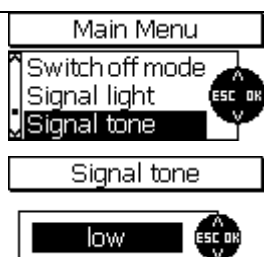 Main Menu
Switch off mode
Signal light
ESC OK
Signal tone
Signal tone
low
ESC OK